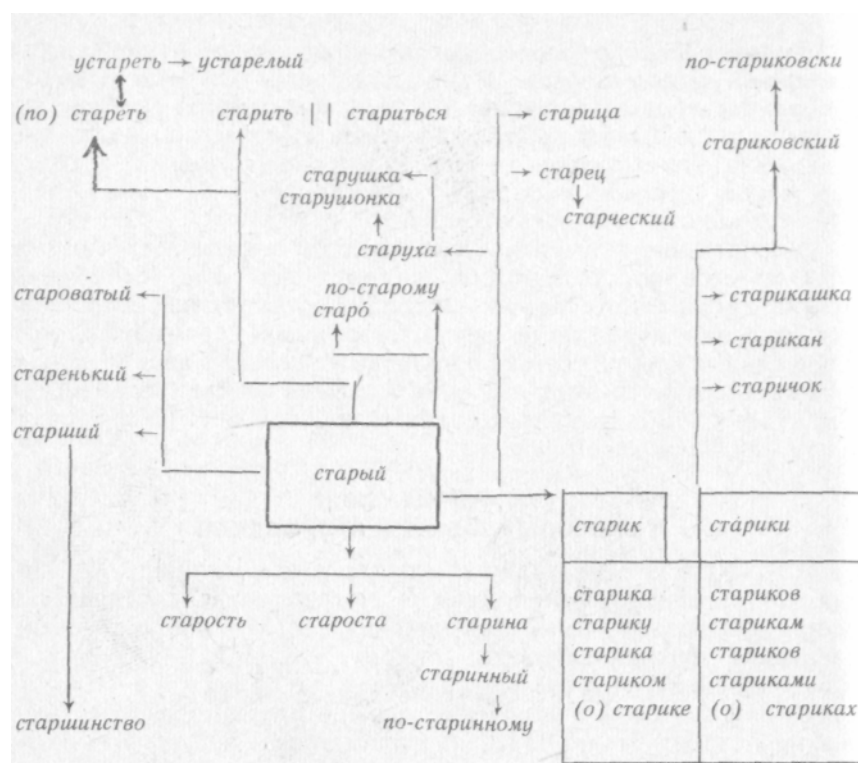 устареть → устарелый по-стариковски
(по) стареть старить || стариться → старица стариковский
→ старец
старушка
старушонка старческий
старуха
староватый по-старому → старикашка
старо́
старенький → старикан
→ старичок
старший
старый
старик ста́рики
старика стариков
старость староста старина старику старикам
старика стариков
старинный стариком стариками
старшинство по-старинному (о) старике (о) стариках